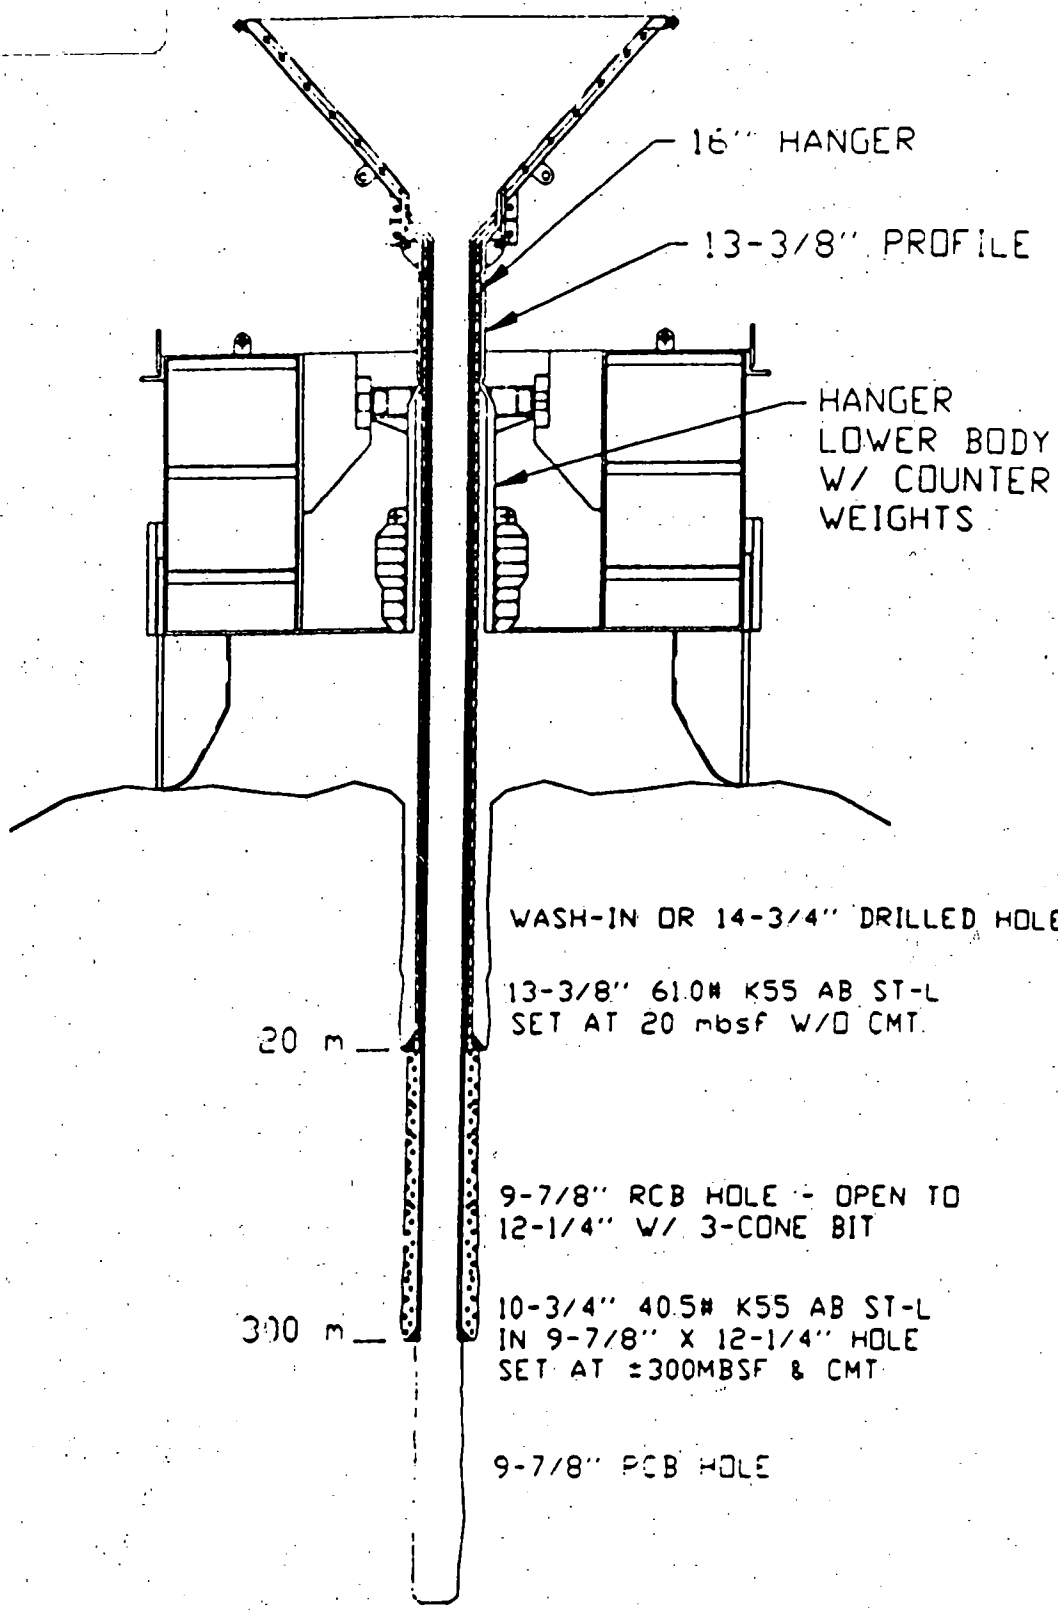 16" HANGER
13-3/8" PROFILE
HANGER
LOWER BODY
W/ COUNTER
WEIGHTS
WASH-IN OR 14-3/4" DRILLED HOLE
13-3/8" 61.0# K55 AB ST-L
SET AT 20 mbsf W/O CMT.
20 m
9-7/8" RCB HOLE - OPEN TO
12-1/4" W/ 3-CONE BIT
300 m
10-3/4" 40.5# K55 AB ST-L
IN 9-7/8" X 12-1/4" HOLE
SET AT ±300MBSF & CMT
9-7/8" RCB HOLE